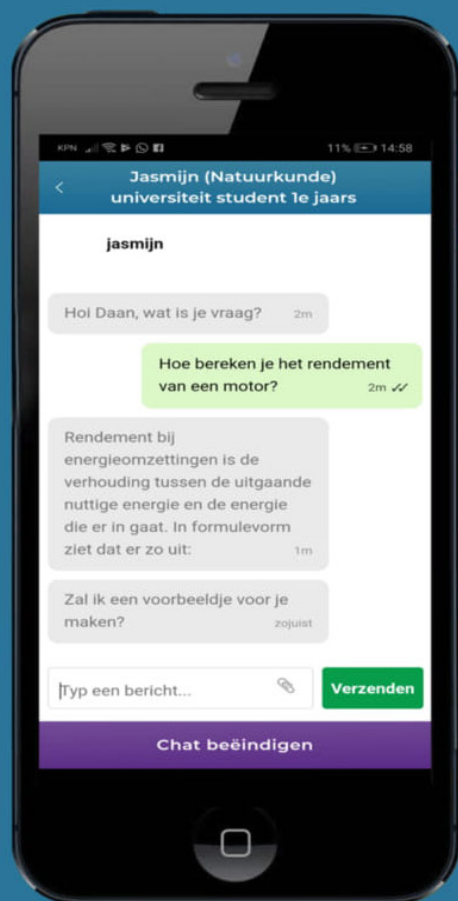 KPN 11% 14:58
Jasmijn (Natuurkunde)
universiteit student 1e jaars
jasmijn
Hoi Daan, wat is je vraag? 2m
Hoe bereken je het rendement
van een motor? 2m
Rendement bij
energieomzettingen is de
verhouding tussen de uitgaande
nuttige energie en de energie
die er in gaat. In formulevorm
ziet dat er zo uit: 1m
Zal ik een voorbeeldje voor je
maken? zojuist
Typ een bericht... Verzenden
Chat beëindigen